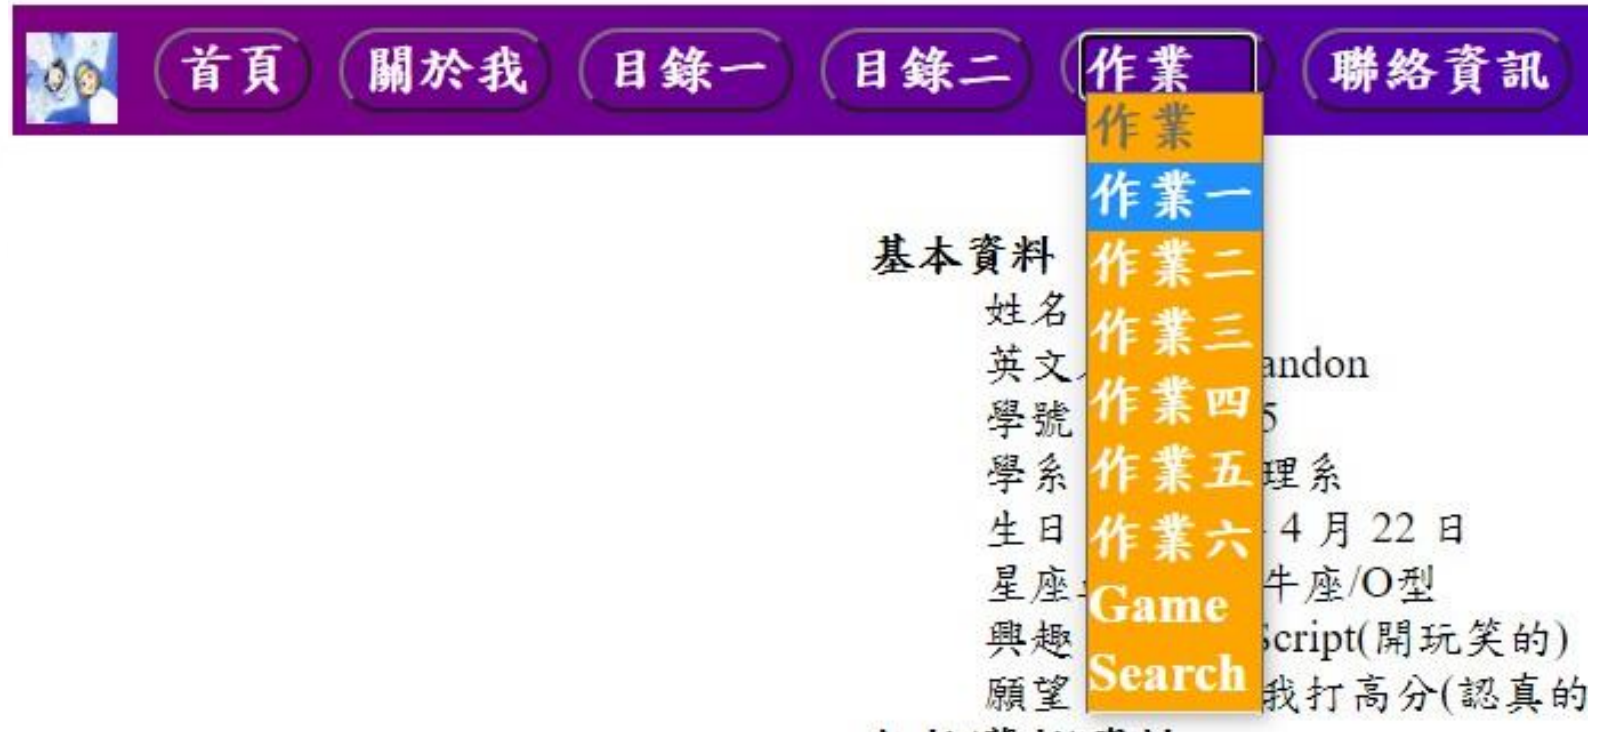 首頁 關於我 目錄一 目錄二 作業 聯絡資訊
作業
作業一
作業二
作業三
作業四
作業五
作業六
Game
Search
基本資料
姓名
英文 andon
學號 5
學系 理系
生日 4 月 22 日
星座 牛座/O型
興趣 Script(開玩笑的)
願望 我打高分(認真的